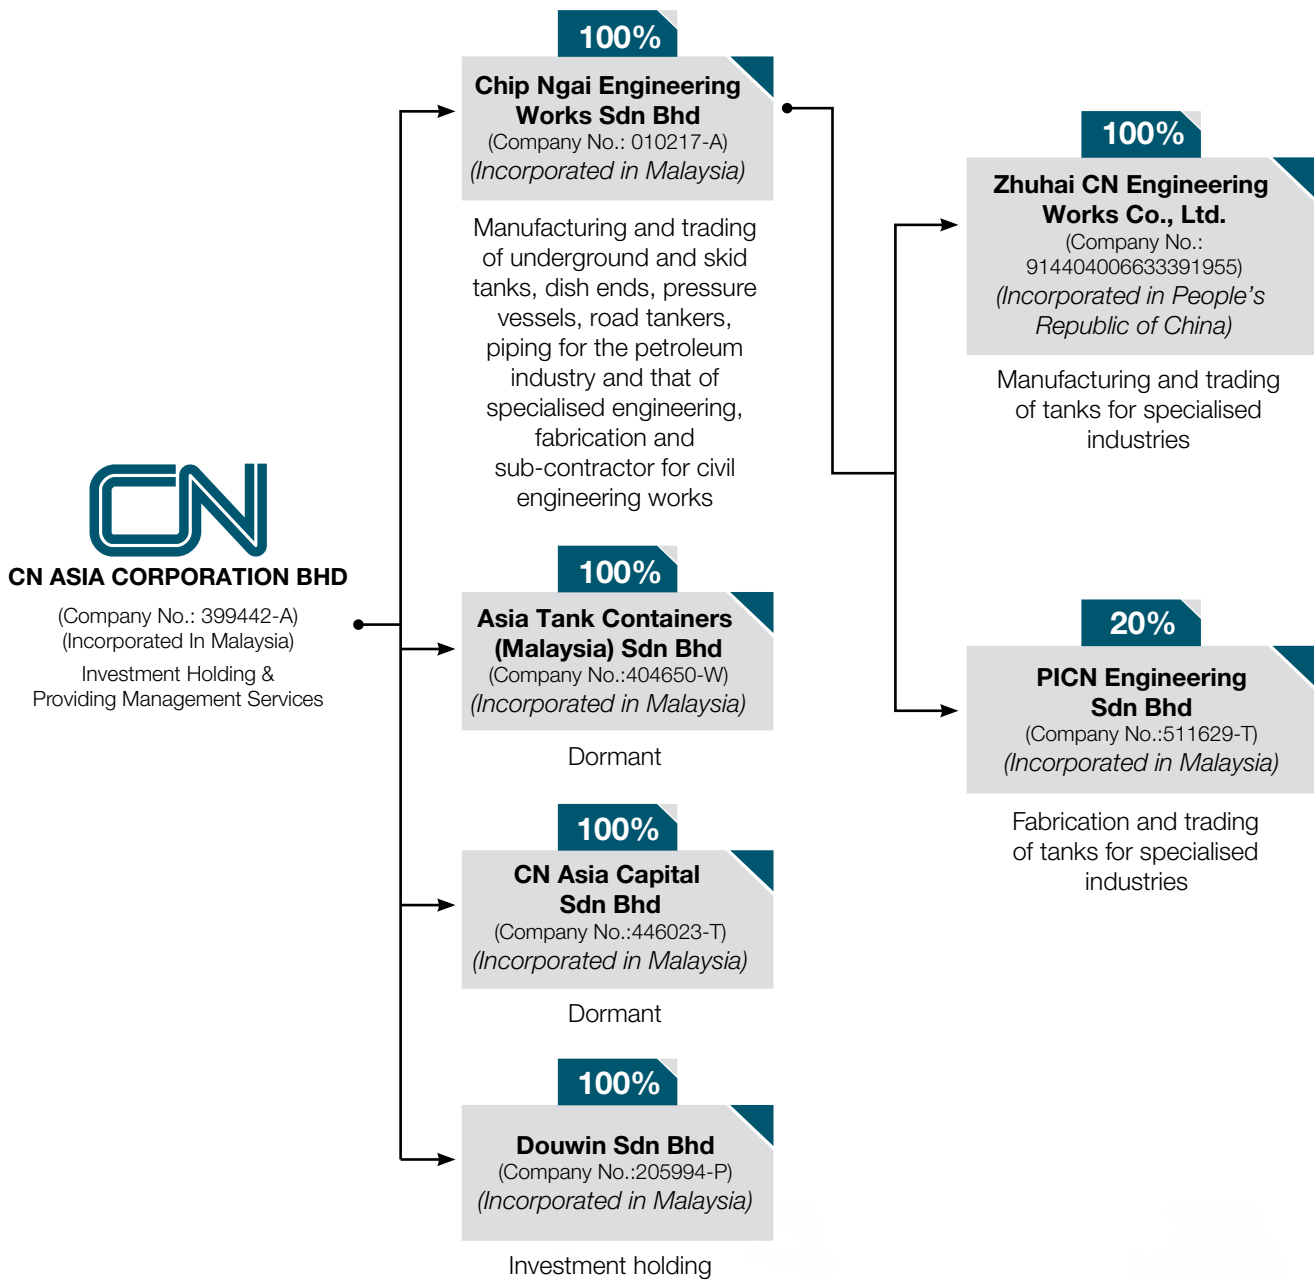 CN
CN ASIA CORPORATION BHD
(Company No.: 399442-A)
(Incorporated In Malaysia)
Investment Holding &
Providing Management Services
100%
Chip Ngai Engineering
Works Sdn Bhd
(Company No.: 010217-A)
(Incorporated in Malaysia)
Manufacturing and trading
of underground and skid
tanks, dish ends, pressure
vessels, road tankers,
piping for the petroleum
industry and that of
specialised engineering,
fabrication and
sub-contractor for civil
engineering works
100%
Asia Tank Containers
(Malaysia) Sdn Bhd
(Company No.:404650-W)
(Incorporated in Malaysia)
Dormant
100%
CN Asia Capital
Sdn Bhd
(Company No.:446023-T)
(Incorporated in Malaysia)
Dormant
100%
Douwin Sdn Bhd
(Company No.:205994-P)
(Incorporated in Malaysia)
Investment holding
100%
Zhuhai CN Engineering
Works Co., Ltd.
(Company No.:
914404006633391955)
(Incorporated in People's
Republic of China)
Manufacturing and trading
of tanks for specialised
industries
20%
PICN Engineering
Sdn Bhd
(Company No.:511629-T)
(Incorporated in Malaysia)
Fabrication and trading
of tanks for specialised
industries